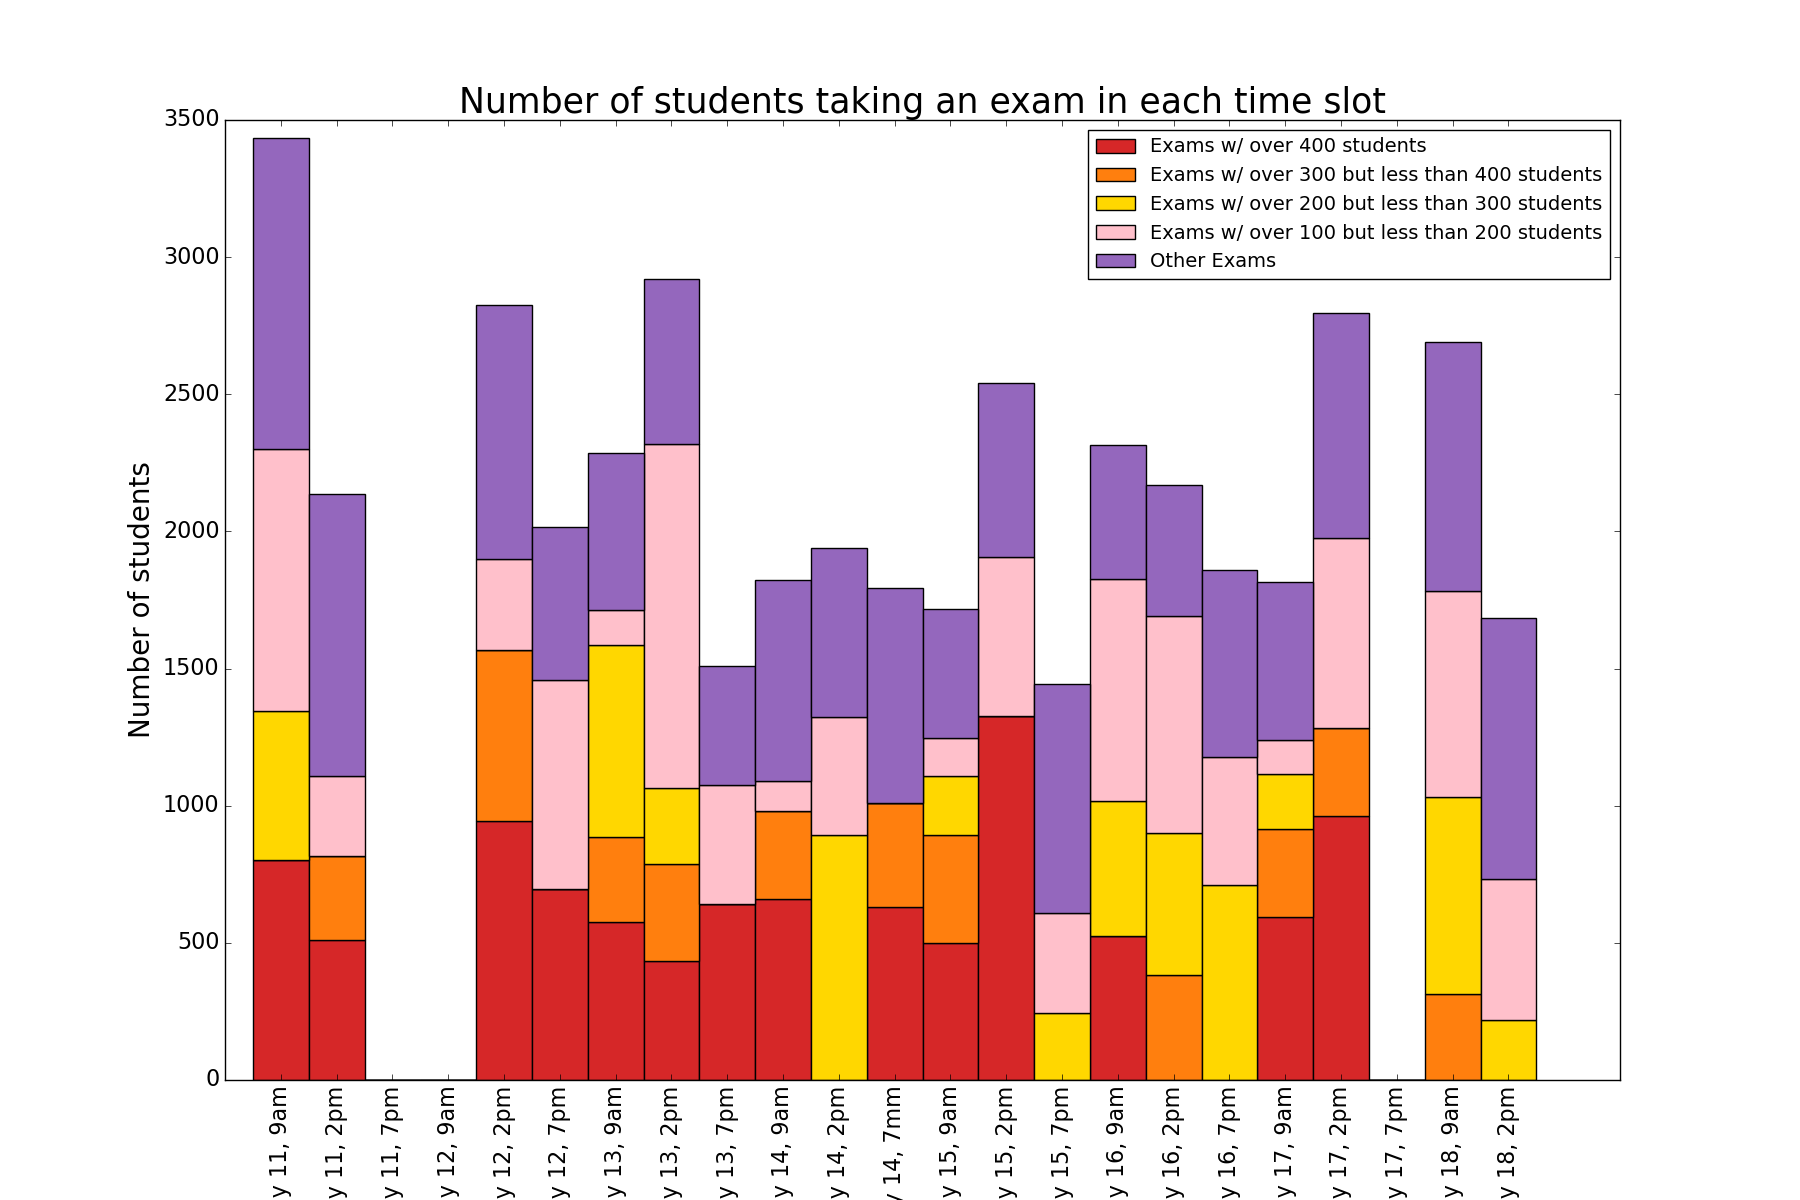 Number of students taking an exam in each time slot
Exams w/ over 400 students
Exams w/ over 300 but less than 400 students
Exams w/ over 200 but less than 300 students
Exams w/ over 100 but less than 200 students
Other Exams
Number of students
3500
3000
2500
2000
1500
1000
500
0
y 11, 9am
y 11, 2pm
y 11, 7pm
y 12, 9am
y 12, 2pm
y 12, 7pm
y 13, 9am
y 13, 2pm
y 13, 7pm
y 14, 9am
y 14, 2pm
y 14, 7mm
y 15, 9am
y 15, 2pm
y 15, 7pm
y 16, 9am
y 16, 2pm
y 16, 7pm
y 17, 9am
y 17, 2pm
y 17, 7pm
y 18, 9am
y 18, 2pm